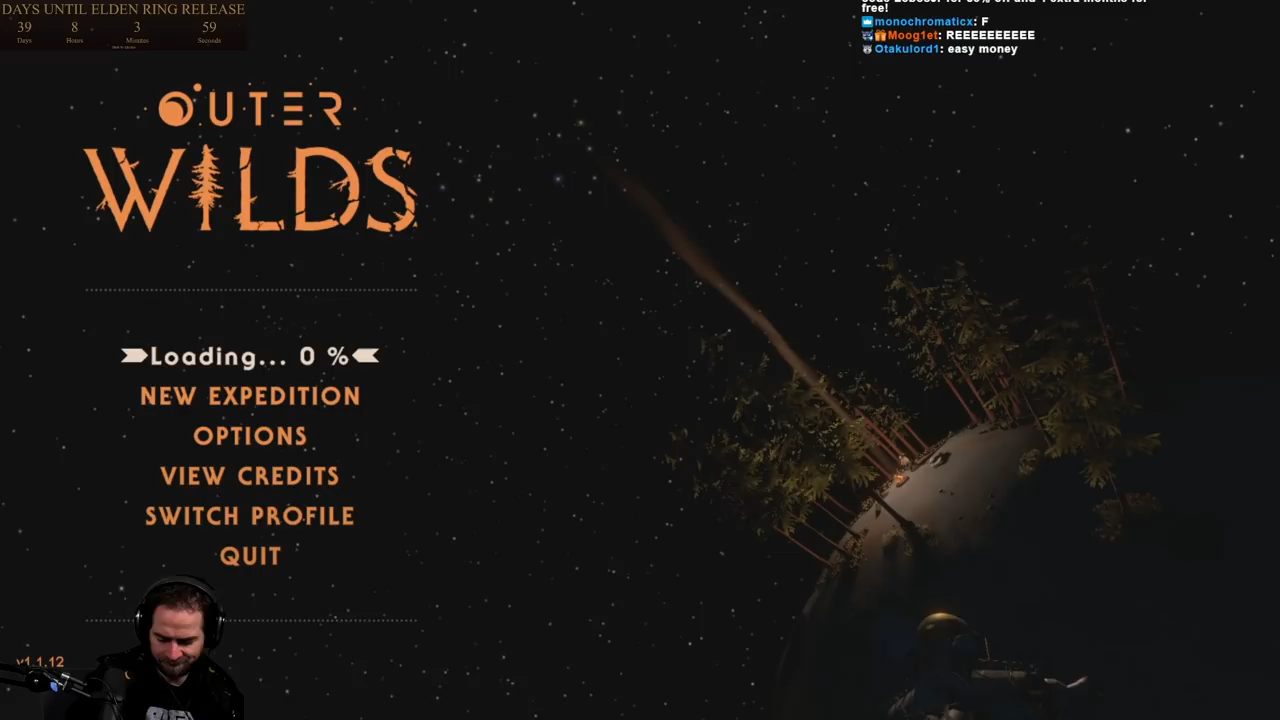 DAYS UNTIL ELDEN RING RELEASE
39 8 3 59
Days Hours Minutes Seconds
free!
monochromaticx: F
Moog1et: REEEEEEEEEE
Otakulord1: easy money
OUTER
WILDS
Loading... 0 %
NEW EXPEDITION
OPTIONS
VIEW CREDITS
SWITCH PROFILE
QUIT
v1.1.12